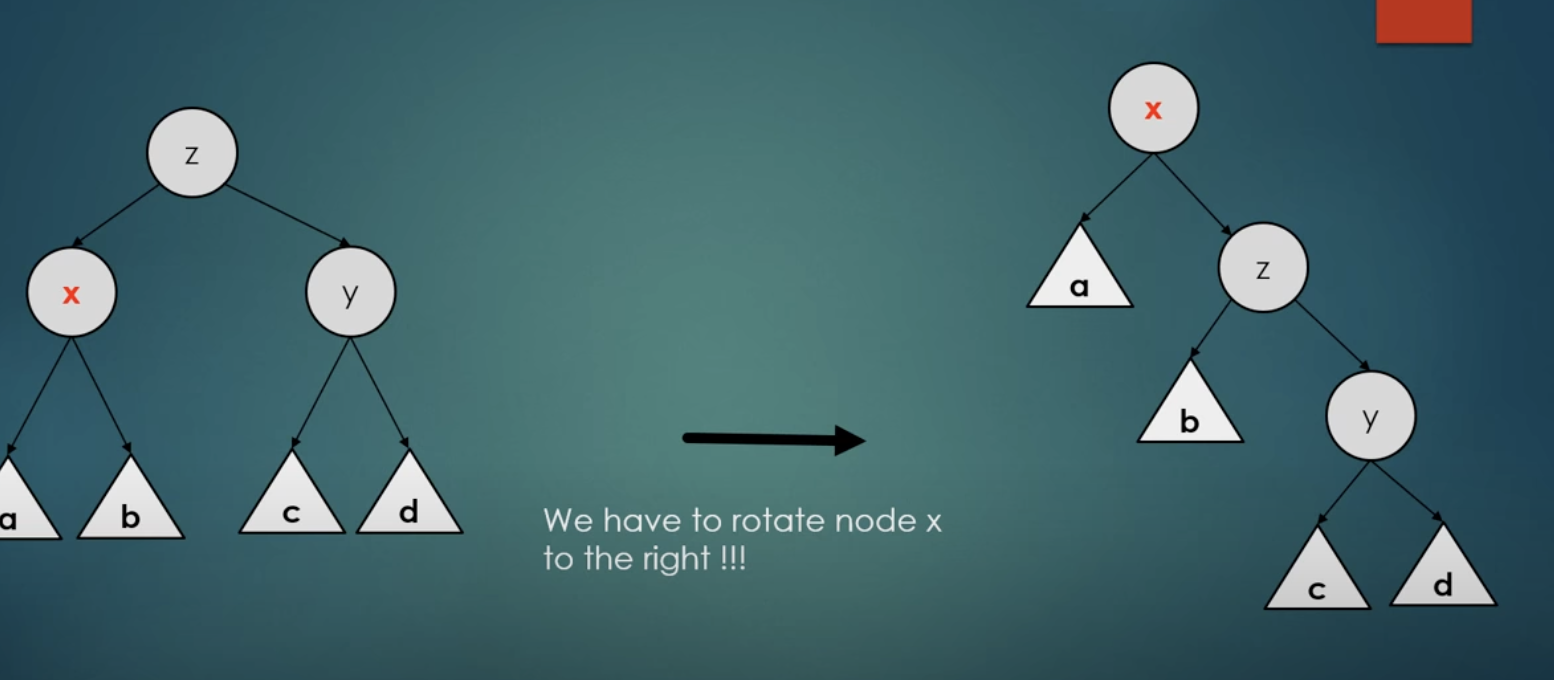 z
x
y
a
b
c
d
We have to rotate node x
to the right !!!
x
a
z
b
y
c
d